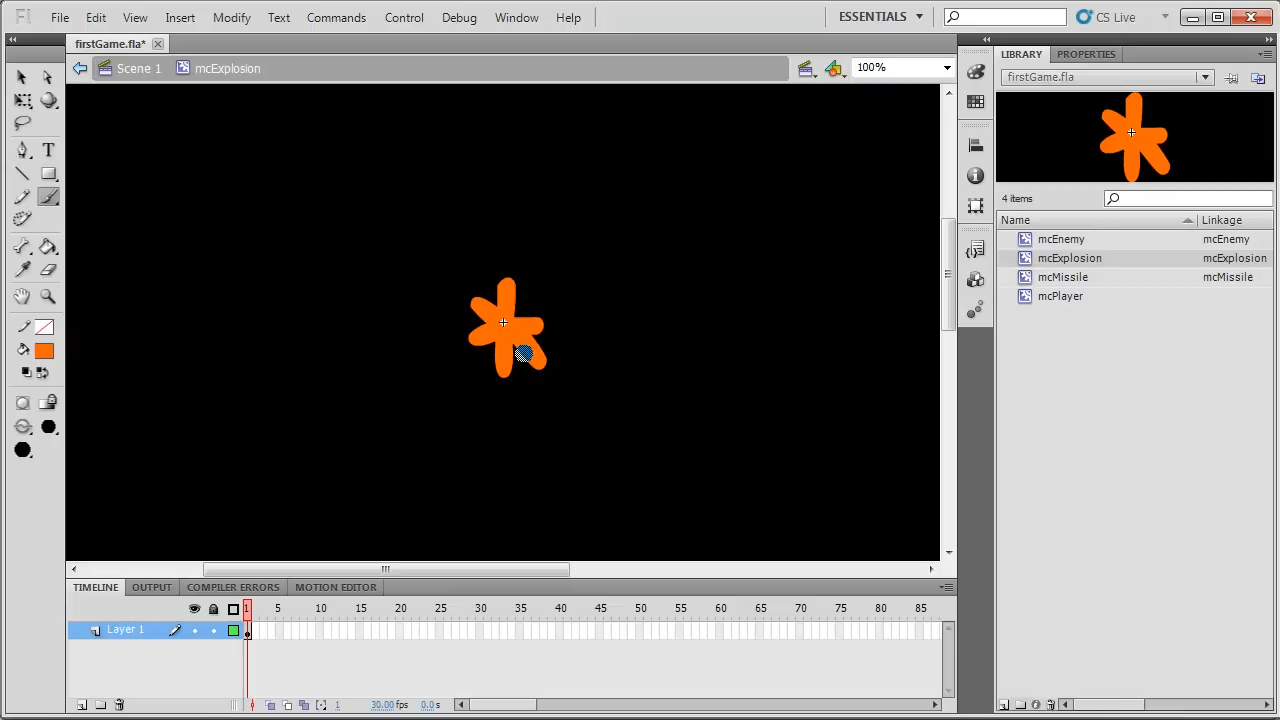 Fl File Edit View Insert Modify Text Commands Control Debug Window Help ESSENTIALS CS Live
firstGame.fla*
Scene 1 mcExplosion 100%
LIBRARY PROPERTIES
firstGame.fla
4 items
Name Linkage
mcEnemy mcEnemy
mcExplosion mcExplosion
mcMissile mcMissile
mcPlayer
T
TIMELINE OUTPUT COMPILER ERRORS MOTION EDITOR
1 5 10 15 20 25 30 35 40 45 50 55 60 65 70 75 80 85
Layer 1
1 30.00 fps 0.0 s